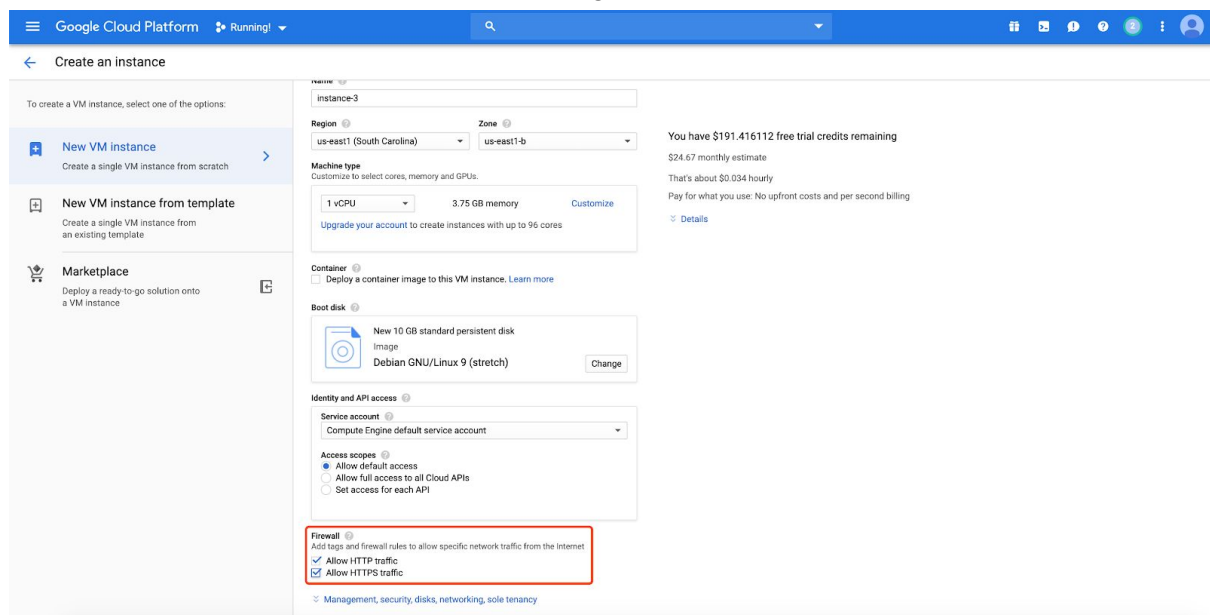 Google Cloud Platform Running!
2
Create an instance
To create a VM instance, select one of the options:
New VM instance
Create a single VM instance from scratch
New VM instance from template
Create a single VM instance from
an existing template
Marketplace
Deploy a ready-to-go solution onto
a VM instance
Name
instance-3
Region Zone
us-east1 (South Carolina) us-east1-b
Machine type
Customize to select cores, memory and GPUs.
1 vCPU 3.75 GB memory Customize
Upgrade your account to create instances with up to 96 cores
Container
Deploy a container image to this VM instance. Learn more
Boot disk
New 10 GB standard persistent disk
Image
Debian GNU/Linux 9 (stretch) Change
Identity and API access
Service account
Compute Engine default service account
Access scopes
Allow default access
Allow full access to all Cloud APIs
Set access for each API
Firewall
Add tags and firewall rules to allow specific network traffic from the Internet
Allow HTTP traffic
Allow HTTPS traffic
Management, security, disks, networking, sole tenancy
You have $191.416112 free trial credits remaining
$24.67 monthly estimate
That's about $0.034 hourly
Pay for what you use: No upfront costs and per second billing
Details